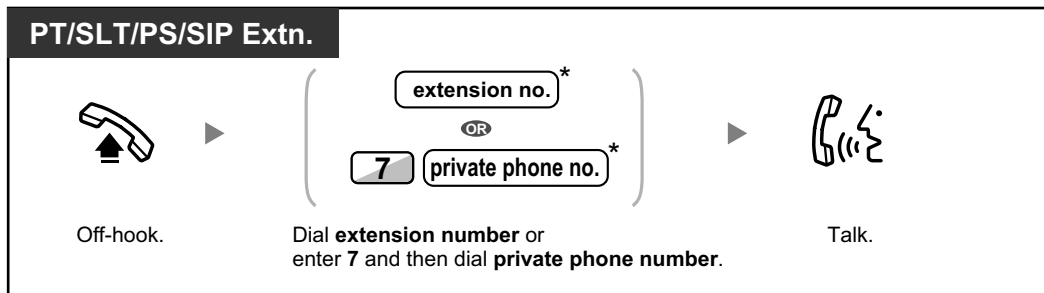 PT/SLT/PS/SIP Extn.
extension no.*
OR
7 private phone no.*
Off-hook.
Dial extension number or
enter 7 and then dial private phone number.
Talk.